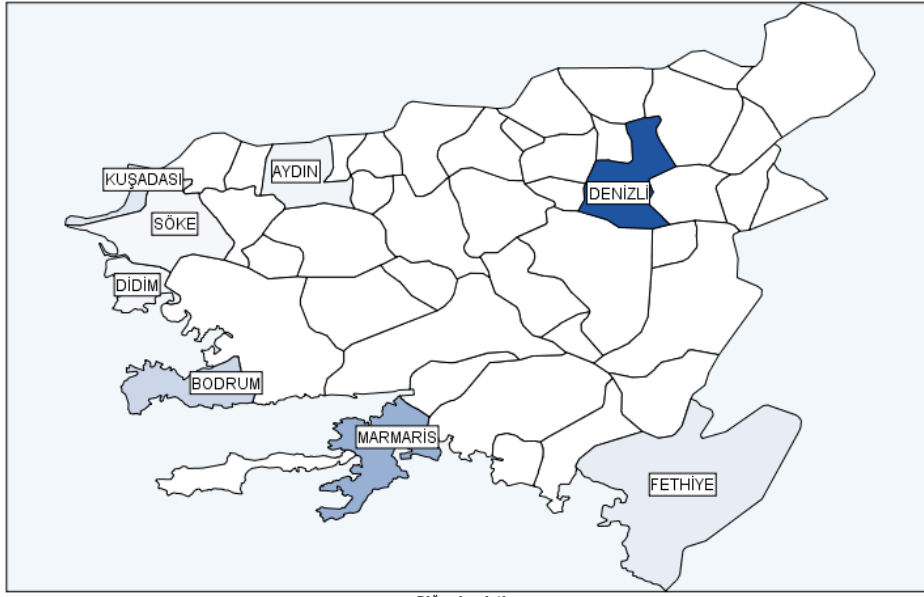 AYDIN
KUŞADASI
DENİZLİ
SÖKE
DİDİM
BODRUM
MARMARİS
FETHİYE